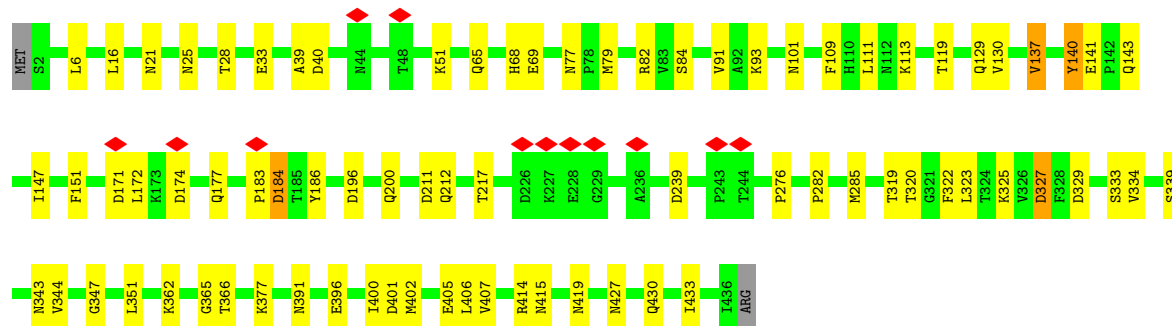 MET S2 L6 L16 N21 N25 T28 E33 A39 D40 N44 T48 K51 Q65 H68 E69 N77 P78 M79 R82 V83 S84 V91 A92 K93 N101 F109 H110 L111 N112 K113 T119 Q129 V130 V137 Y140 E141 P142 Q143
I147 F151 D171 L172 K173 D174 Q177 P183 D184 T185 Y186 D196 Q200 D211 Q212 T217 D226 K227 E228 G229 A236 D239 P243 T244 P276 P282 M285 T319 T320 G321 F322 L323 T324 K325 V326 D327 F328 D329 S333 V334 S339
N343 V344 G347 L351 K362 G365 T366 K377 N391 E396 I400 D401 M402 E405 L406 V407 R414 N415 N419 N427 Q430 I433 I436 ARG